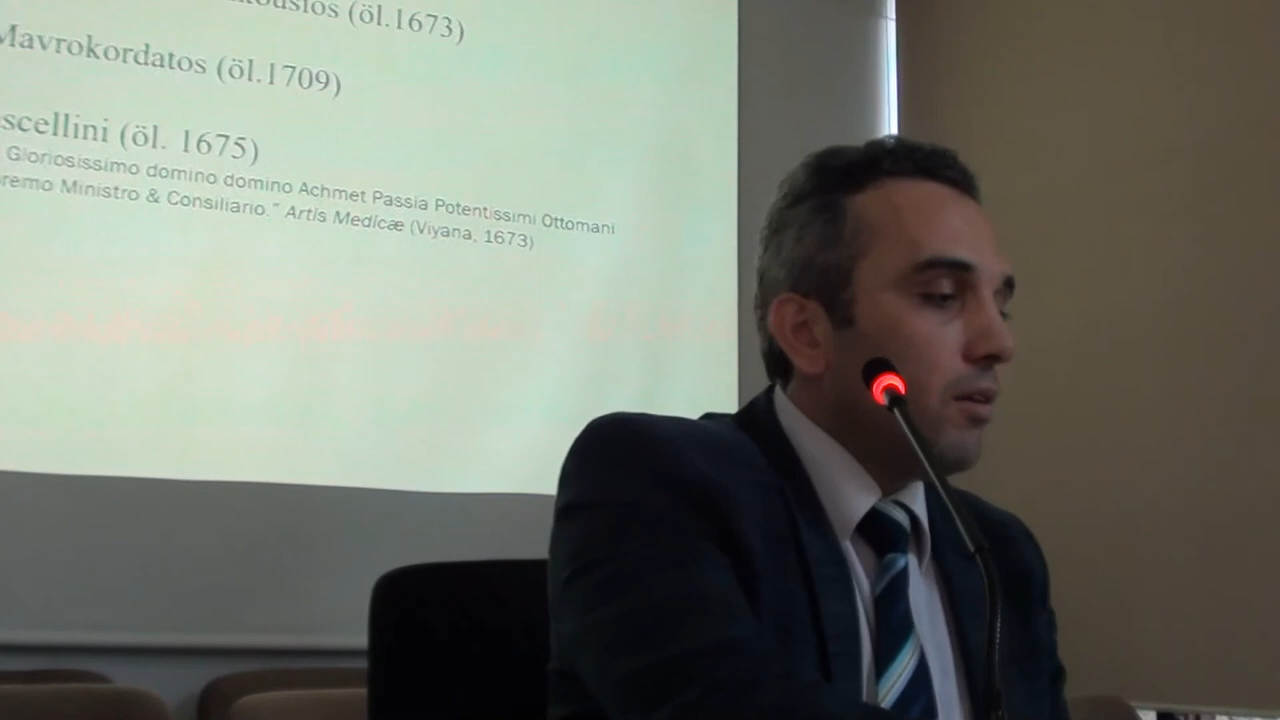 (öl.1673)
Mavrokordatos (öl.1709)
scellini (öl. 1675)
Gloriosissimo domino domino Achmet Passia Potentissimi Ottomani
remo Ministro & Consiliario." Artis Medicæ (Viyana, 1673)